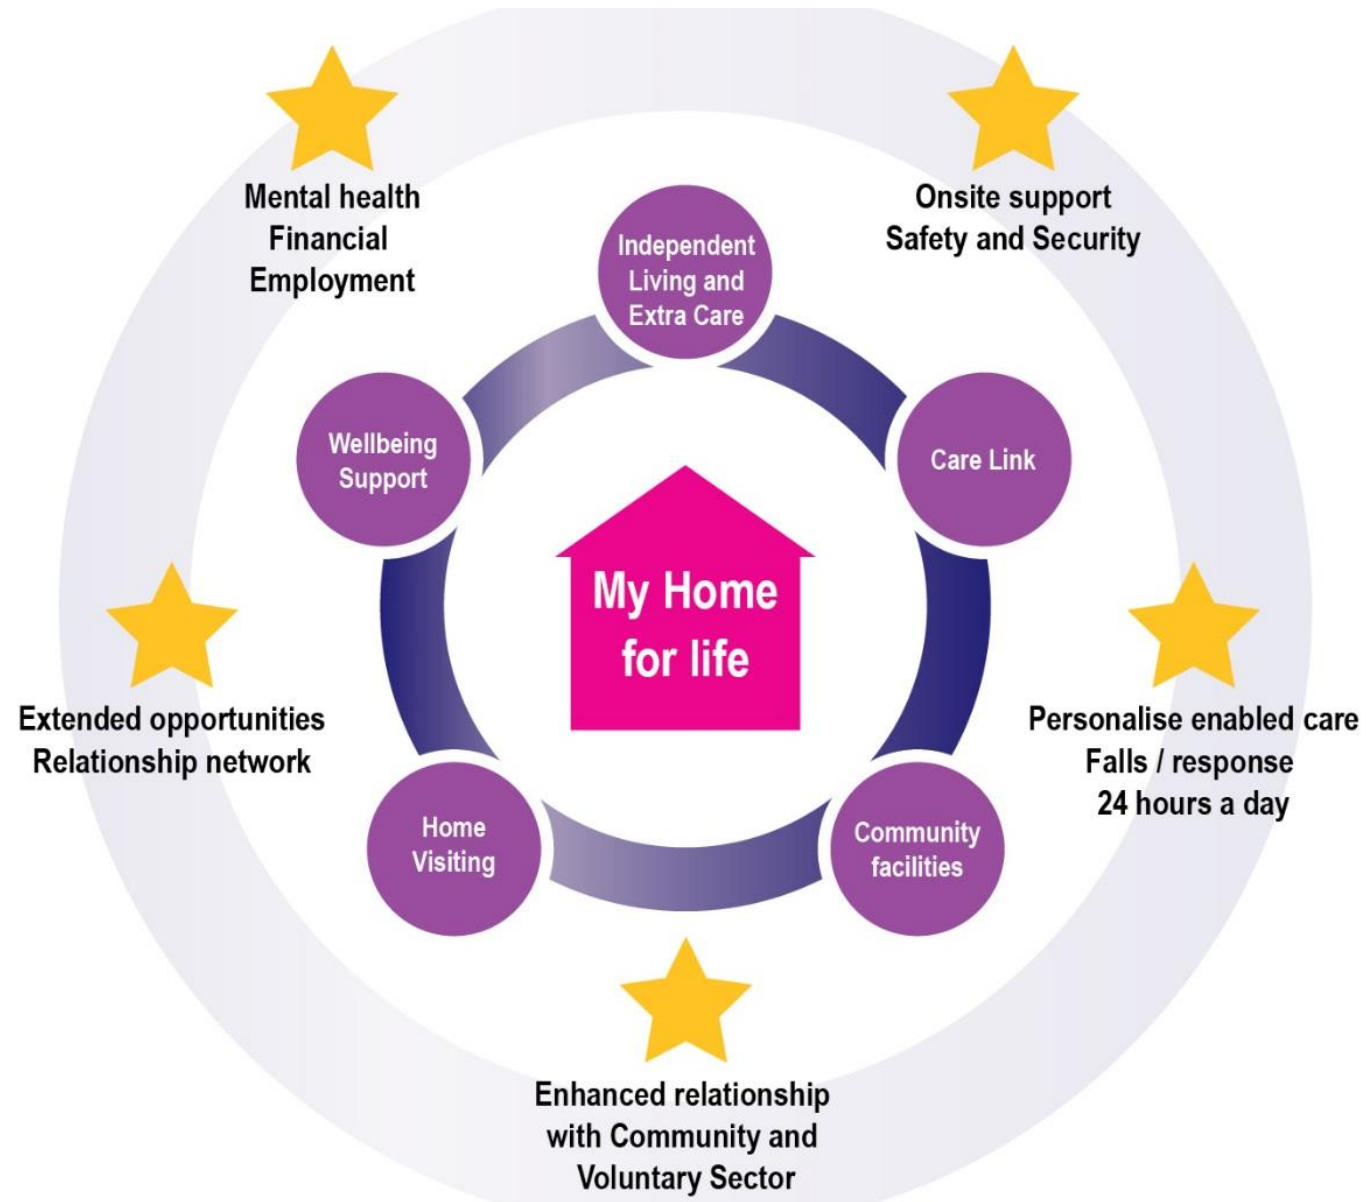 Mental health
Financial
Employment
Onsite support
Safety and Security
Independent
Living and
Extra Care
Wellbeing
Support
Care Link
My Home
for life
Extended opportunities
Relationship network
Personalise enabled care
Falls / response
24 hours a day
Home
Visiting
Community
facilities
Enhanced relationship
with Community and
Voluntary Sector